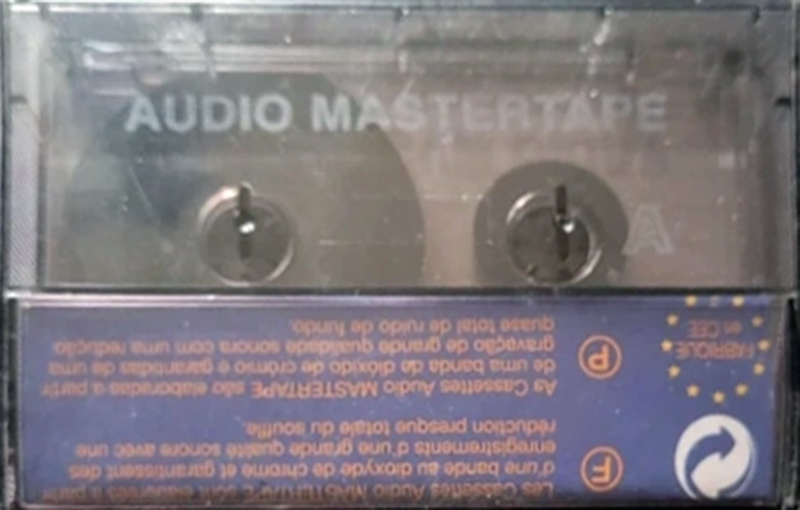 AUDIO MASTERTAPE
A
F
Les Cassettes Audio MASTERTAPE sont élaborées à partir
d'une bande au dioxyde de chrome et garantissent des
enregistrements d'une grande qualité sonore avec une
réduction presque totale du souffle.
P
As Cassettes Audio MASTERTAPE são elaboradas a partir
de uma banda de dióxido de crómio e garantidas de uma
gravação de grande qualidade sonora com uma redução
quase total de ruido de fundo.
FABRIQUE
en CEE